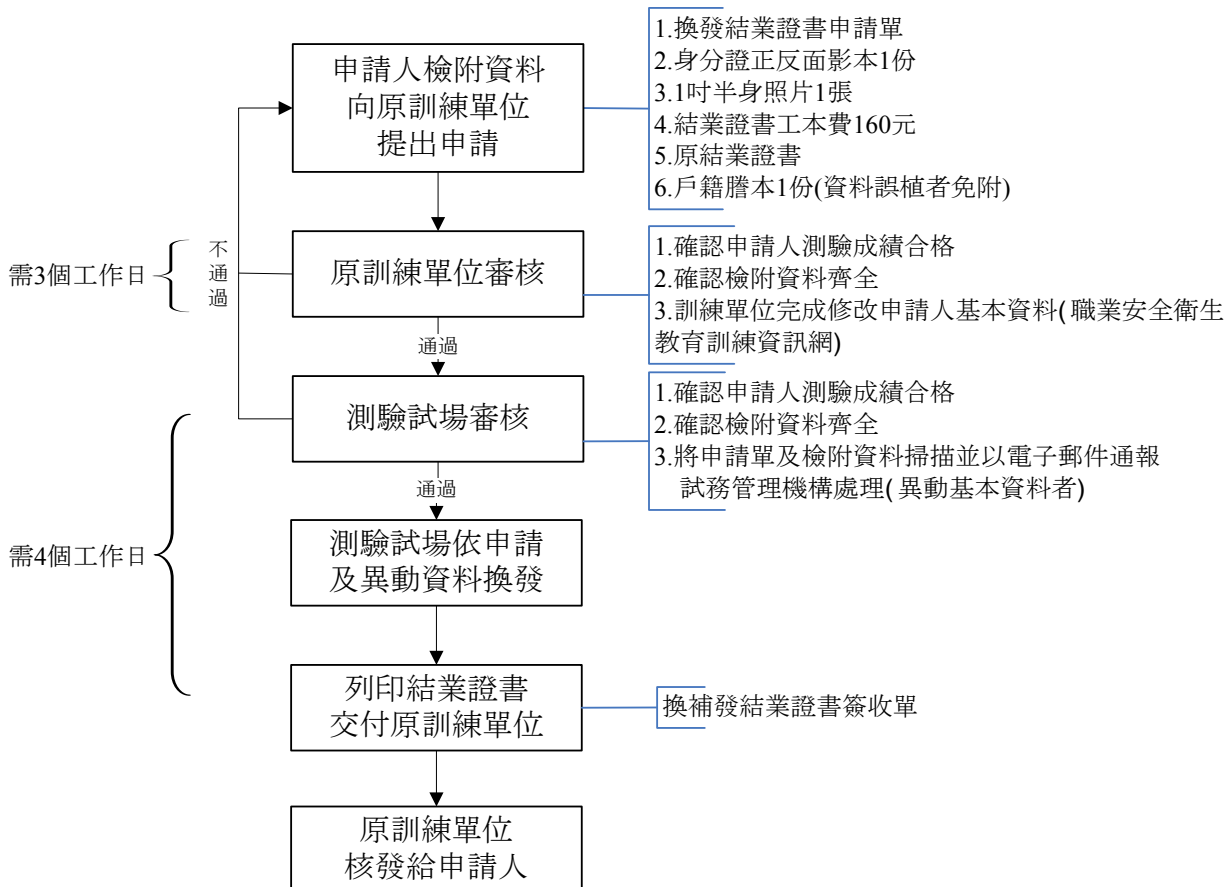 申請人檢附資料
向原訓練單位
提出申請
1.換發結業證書申請單
2.身分證正反面影本1份
3.1吋半身照片1張
4.結業證書工本費160元
5.原結業證書
6.戶籍謄本1份(資料誤植者免附)
需3個工作日
不
通
過
原訓練單位審核
1.確認申請人測驗成績合格
2.確認檢附資料齊全
3.訓練單位完成修改申請人基本資料(職業安全衛生
教育訓練資訊網)
通過
測驗試場審核
1.確認申請人測驗成績合格
2.確認檢附資料齊全
3.將申請單及檢附資料掃描並以電子郵件通報
試務管理機構處理(異動基本資料者)
通過
需4個工作日
測驗試場依申請
及異動資料換發
列印結業證書
交付原訓練單位
換補發結業證書簽收單
原訓練單位
核發給申請人